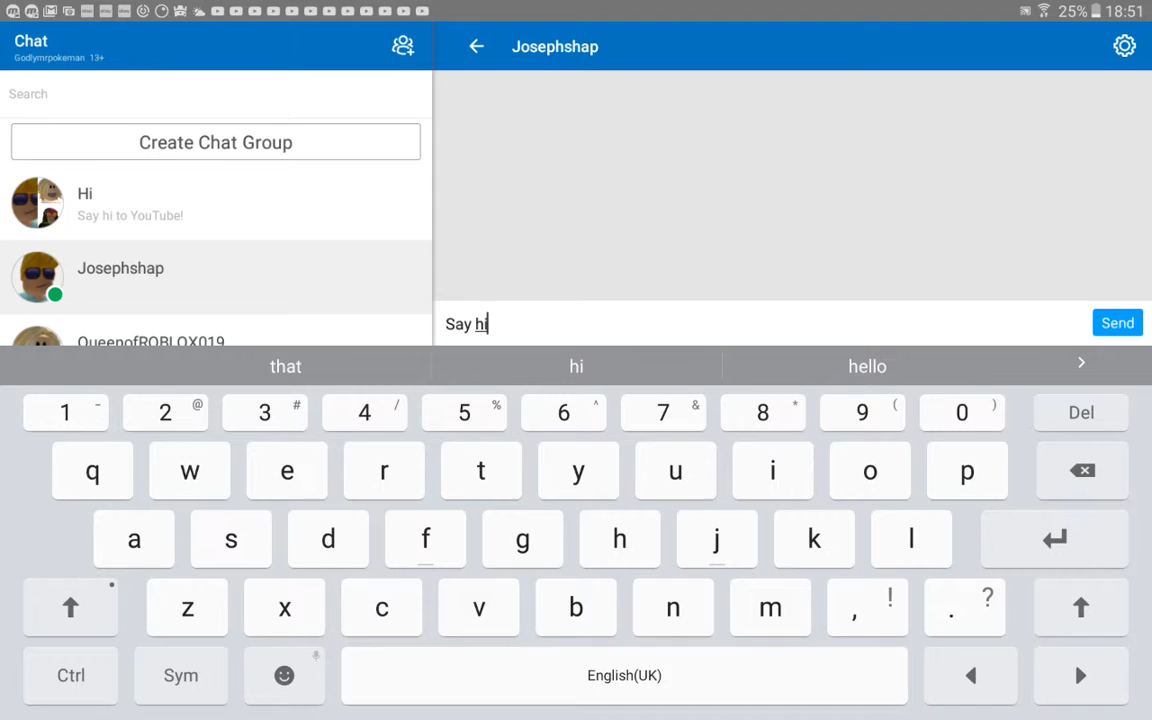 25% 18:51
Chat
Godlymrpokeman 13+
Josephshap
Search
Create Chat Group
Hi
Say hi to YouTube!
Josephshap
QueenofROBLOX019
Say hi
Send
that hi hello >
1 - 2 @ 3 # 4 / 5 % 6 ^ 7 & 8 * 9 ( 0 ) Del
q w e r t y u i o p
a s d f g h j k l
z x c v b n m , ! . ?
Ctrl Sym English(UK)